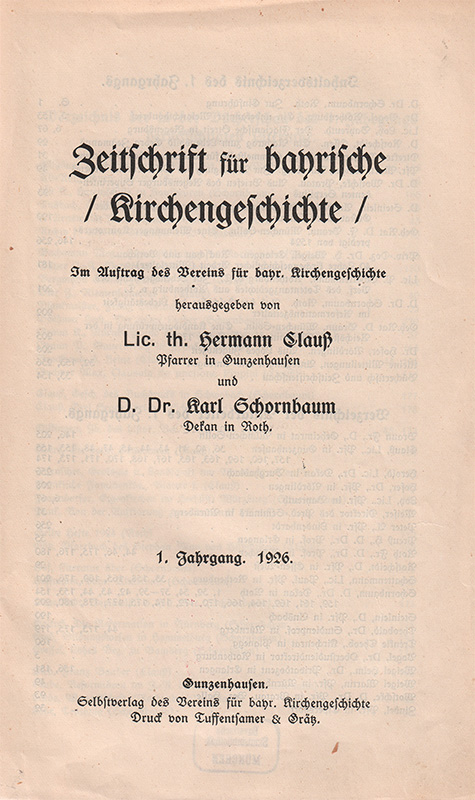 Zeitschrift für bayrische
/ Kirchengeschichte /
Im Auftrag des Vereins für bayr. Kirchengeschichte
herausgegeben von
Lic. th. Hermann Clauß
Pfarrer in Gunzenhausen
und
D. Dr. Karl Schornbaum
Dekan in Roth.
1. Jahrgang. 1926.
Gunzenhausen.
Selbstverlag des Vereins für bayr. Kirchengeschichte
Druck von Tuffentsamer & Grätz.